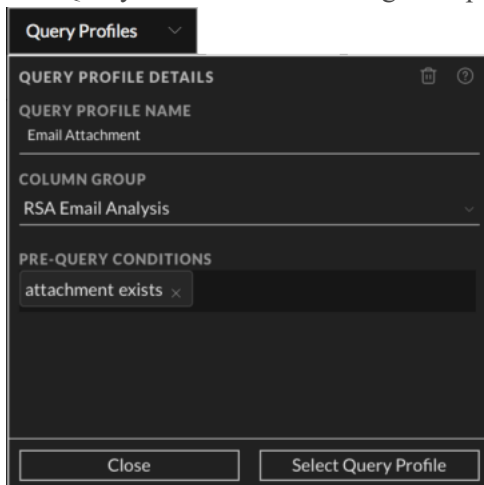 Query Profiles
QUERY PROFILE DETAILS
QUERY PROFILE NAME
Email Attachment
COLUMN GROUP
RSA Email Analysis
PRE-QUERY CONDITIONS
attachment exists ×
Close
Select Query Profile